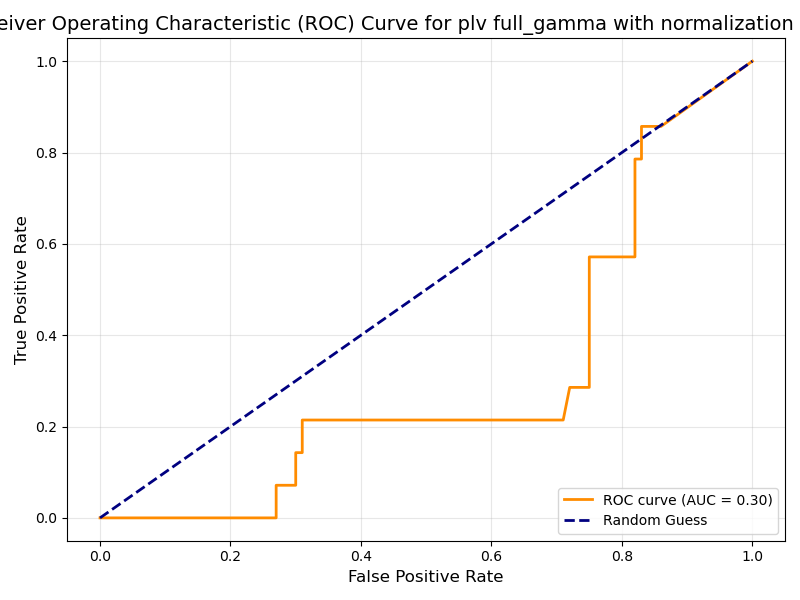 eiver Operating Characteristic (ROC) Curve for plv full_gamma with normalization
True Positive Rate
1.0
0.8
0.6
0.4
0.2
0.0
ROC curve (AUC = 0.30)
Random Guess
0.0 0.2 0.4 0.6 0.8 1.0
False Positive Rate